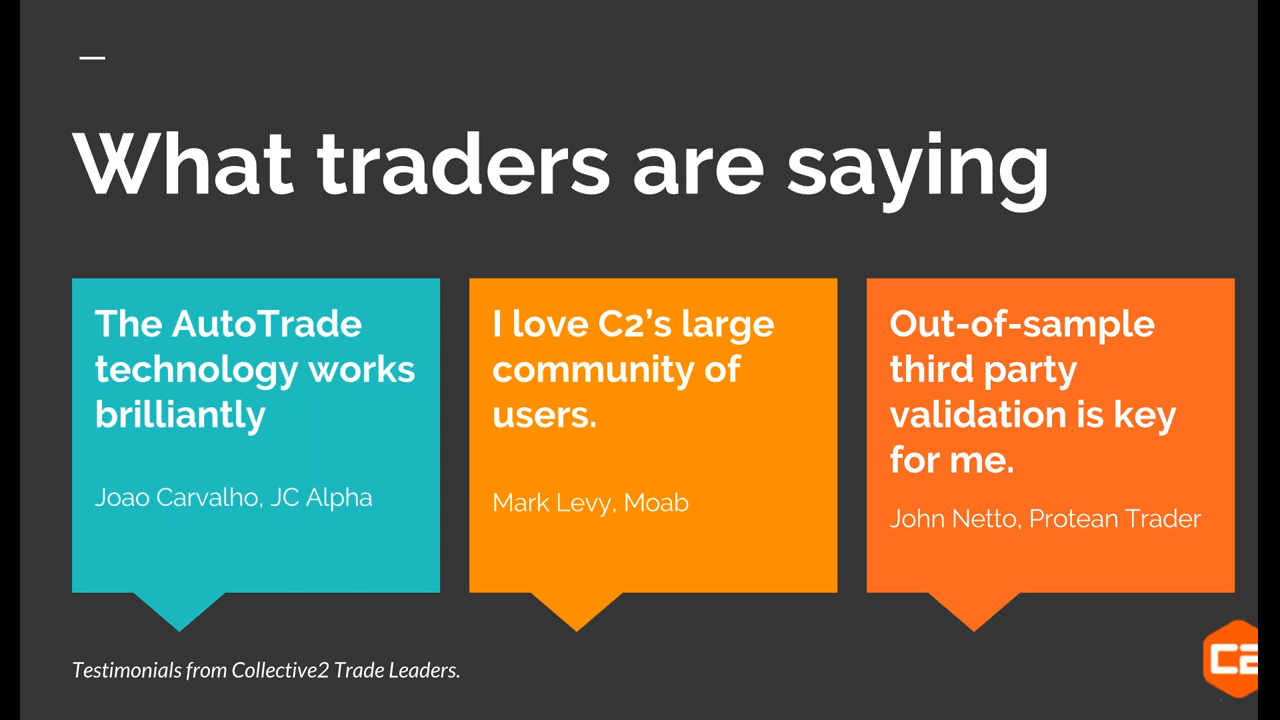 What traders are saying
The AutoTrade
technology works
brilliantly
Joao Carvalho, JC Alpha
I love C2’s large
community of
users.
Mark Levy, Moab
Out-of-sample
third party
validation is key
for me.
John Netto, Protean Trader
Testimonials from Collective2 Trade Leaders.
C2